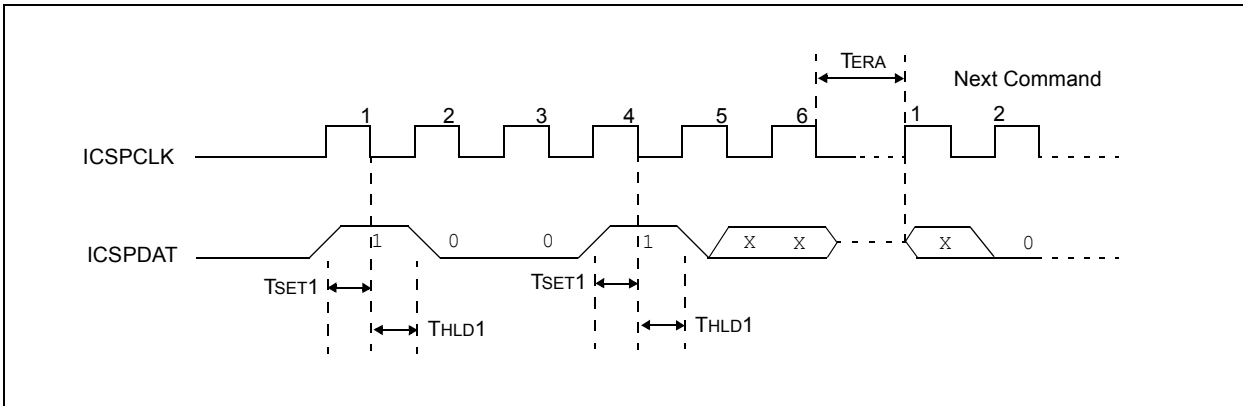 TERA
Next Command
1 2 3 4 5 6 1 2
ICSPCLK
ICSPDAT
1 0 0 1 X X X 0
TSET1 TSET1
THLD1 THLD1